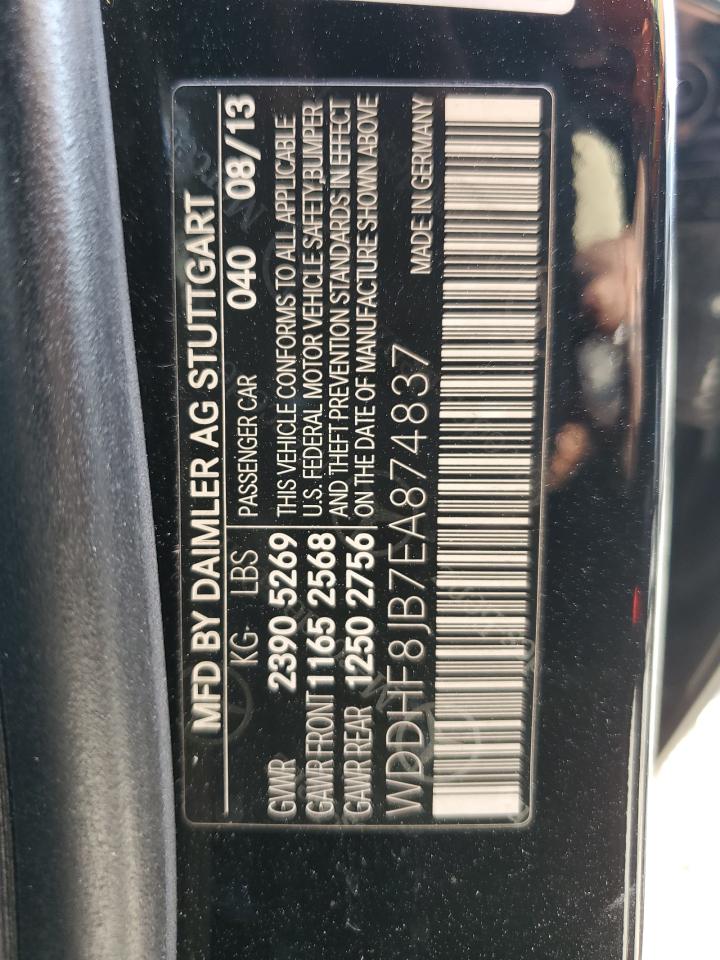 MFD BY DAIMLER AG STUTTGART
KG- LBS PASSENGER CAR 040 08/13
GVWR 2390 5269
GAWR FRONT 1165 2568
GAWR REAR 1250 2756
THIS VEHICLE CONFORMS TO ALL APPLICABLE
U.S. FEDERAL MOTOR VEHICLE SAFETY, BUMPER
AND THEFT PREVENTION STANDARDS IN EFFECT
ON THE DATE OF MANUFACTURE SHOWN ABOVE
WDDHF8JB7EA874837 MADE IN GERMANY